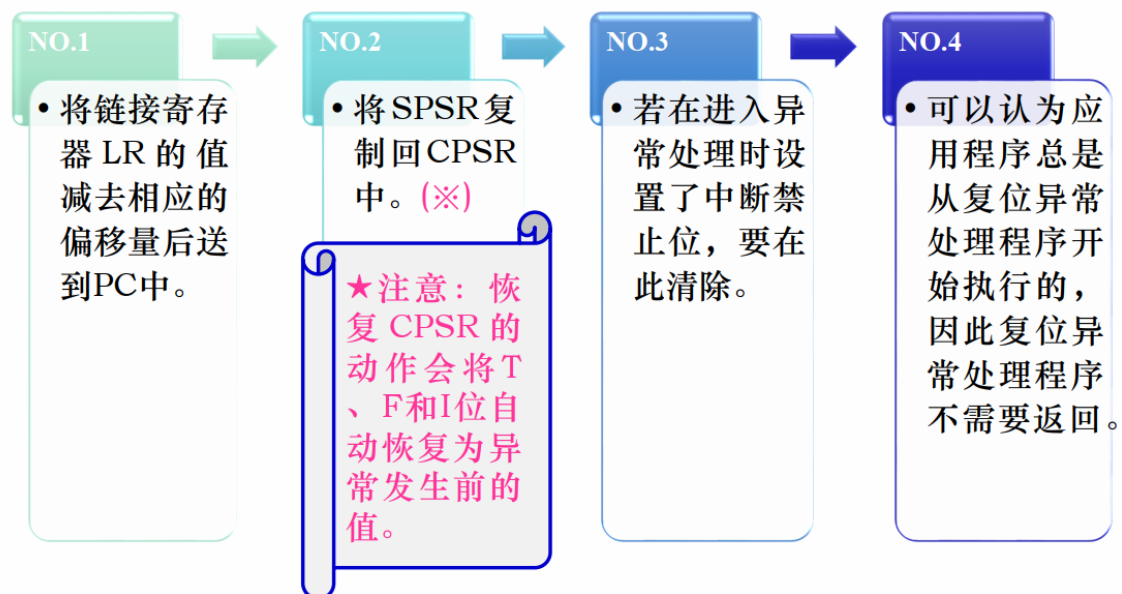 NO.1
• 将链接寄存
器 LR 的 值
减去相应的
偏移量后送
到PC中。
NO.2
• 将SPSR复
制回CPSR
中。(※)
★注意：恢
复 CPSR 的
动作会将T
、F和I位自
动恢复为异
常发生前的
值。
NO.3
• 若在进入异
常处理时设
置了中断禁
止位，要在
此清除。
NO.4
• 可以认为应
用程序总是
从复位异常
处理程序开
始执行的，
因此复位异
常处理程序
不需要返回。